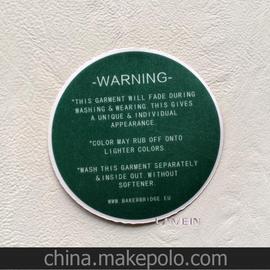 -WARNING-
"THIS GARMENT WILL FADE DURING
WASHING & WEARING. THIS GIVES
A UNIQUE & INDIVIDUAL
APPEARANCE.
"COLOR MAY RUB OFF ONTO
LIGHTER COLORS.
"WASH THIS GARMENT SEPARATELY
& INSIDE OUT. WITHOUT
SOFTENER.
WWW.BAKERBRIDGE.EU
china.makepolo.com